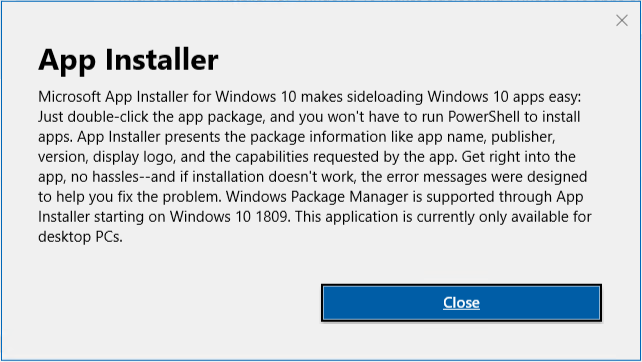 App Installer
Microsoft App Installer for Windows 10 makes sideloading Windows 10 apps easy:
Just double-click the app package, and you won't have to run PowerShell to install
apps. App Installer presents the package information like app name, publisher,
version, display logo, and the capabilities requested by the app. Get right into the
app, no hassles--and if installation doesn't work, the error messages were designed
to help you fix the problem. Windows Package Manager is supported through App
Installer starting on Windows 10 1809. This application is currently only available for
desktop PCs.
Close